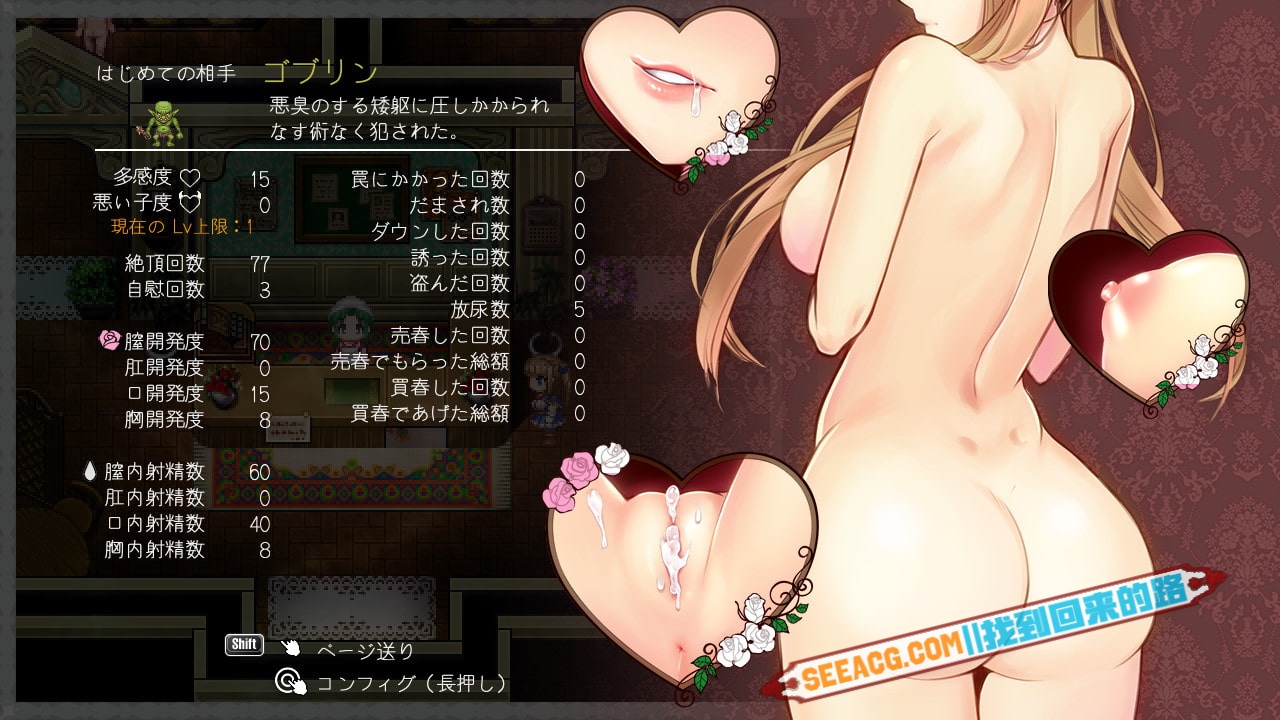 はじめての相手 ゴブリン
悪臭のする矮躯に圧しかかられ
なす術なく犯された。
多感度 15
悪い子度 0
現在の Lv上限：1
絶頂回数 77
自慰回数 3
膣開発度 70
肛開発度 0
口開発度 15
胸開発度 8
膣内射精数 60
肛内射精数 0
口内射精数 40
胸内射精数 8
罠にかかった回数 0
だまされ数 0
ダウンした回数 0
誘った回数 0
盗んだ回数 0
放尿数 5
売春した回数 0
売春でもらった総額 0
買春した回数 0
買春であげた総額 0
Shift ページ送り
コンフィグ（長押し）
SEEACG.COM||找到回来的路